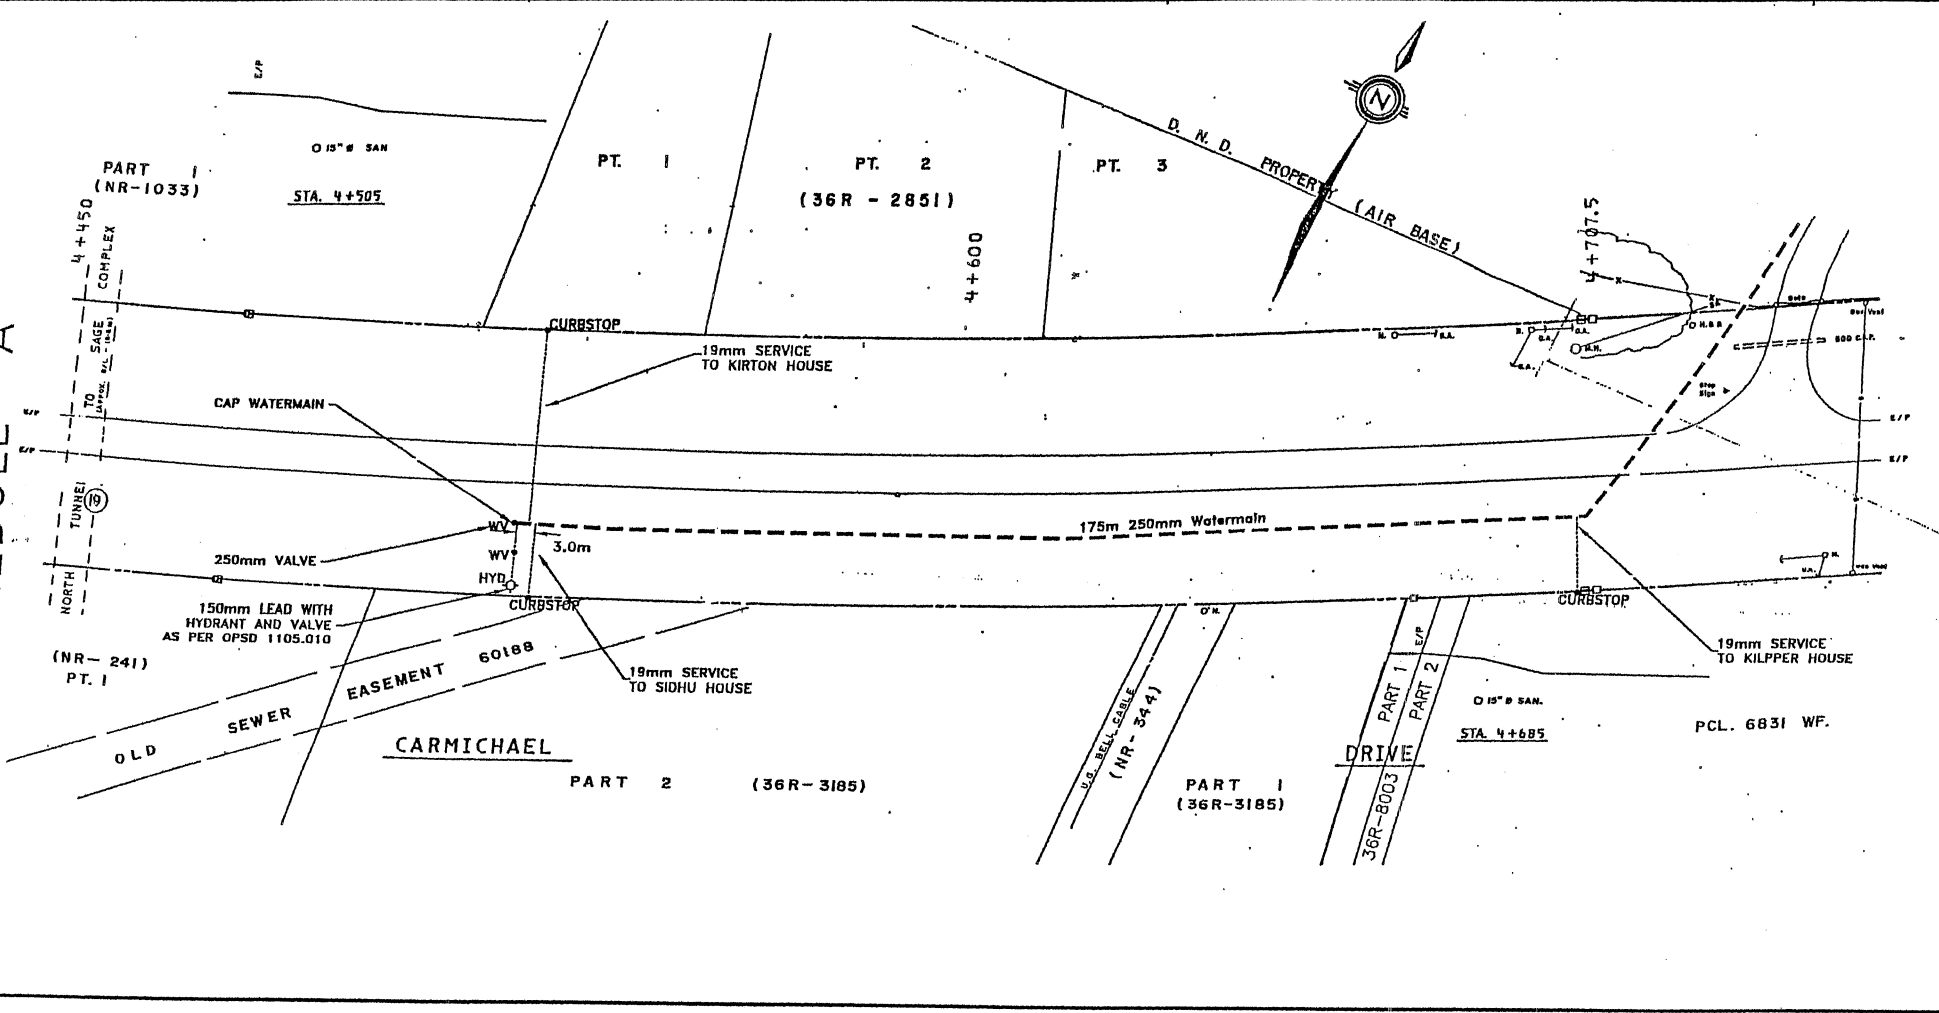 E/P
O 15" Ø SAN
STA. 4+505
PART 1
(NR-1033)
4+450
TO SAGE COMPLEX
PT. 1
PT. 2
(36R - 2851)
PT. 3
4+600
D. N. D. PROPERTY (AIR BASE)
N
4+707.5
CURBSTOP
19mm SERVICE
TO KIRTON HOUSE
CAP WATERMAIN
E/P
E/P
NORTH TUNNEL
19
WV
WV
HYD
3.0m
250mm VALVE
150mm LEAD WITH
HYDRANT AND VALVE
AS PER OPSD 1105.010
CURBSTOP
175m 250mm Watermain
M.H.
Stop
Sign
E/P
E/P
CURBSTOP
19mm SERVICE
TO KILPPER HOUSE
19mm SERVICE
TO SIDHU HOUSE
(NR- 241)
PT. 1
OLD SEWER EASEMENT 60188
CARMICHAEL
DRIVE
PART 2 (36R-3185)
U.G. BELL CABLE
(NR-344)
PART 1
(36R-3185)
E/P
PART 1
PART 2
36R-8003
O 15" Ø SAN.
STA. 4+685
PCL. 6831 WF.